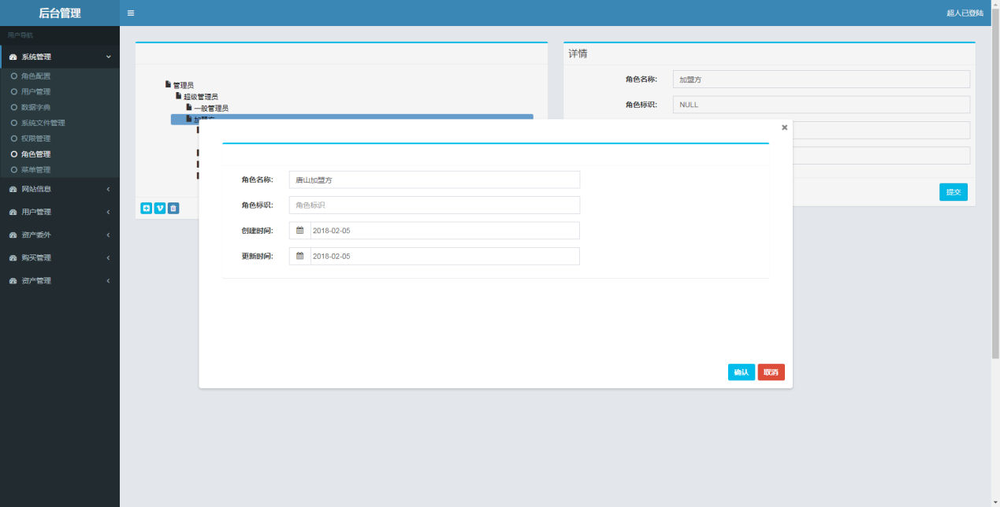 后台管理
超人已登陆
用户导航
系统管理
角色配置
用户管理
数据字典
系统文件管理
权限管理
角色管理
菜单管理
网站信息
用户管理
资产委外
购买管理
资产管理
管理员
超级管理员
一般管理员
加盟方
详情
角色名称: 加盟方
角色标识: NULL
提交
×
角色名称: 唐山加盟方
角色标识: 角色标识
创建时间: 2018-02-05
更新时间: 2018-02-05
确认 取消